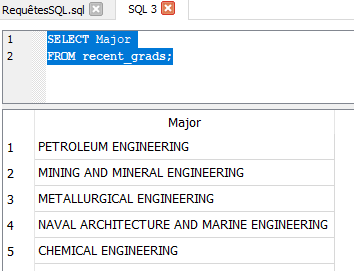 RequêtesSQL.sql SQL 3
1 SELECT Major
2 FROM recent_grads;
Major
1 PETROLEUM ENGINEERING
2 MINING AND MINERAL ENGINEERING
3 METALLURGICAL ENGINEERING
4 NAVAL ARCHITECTURE AND MARINE ENGINEERING
5 CHEMICAL ENGINEERING